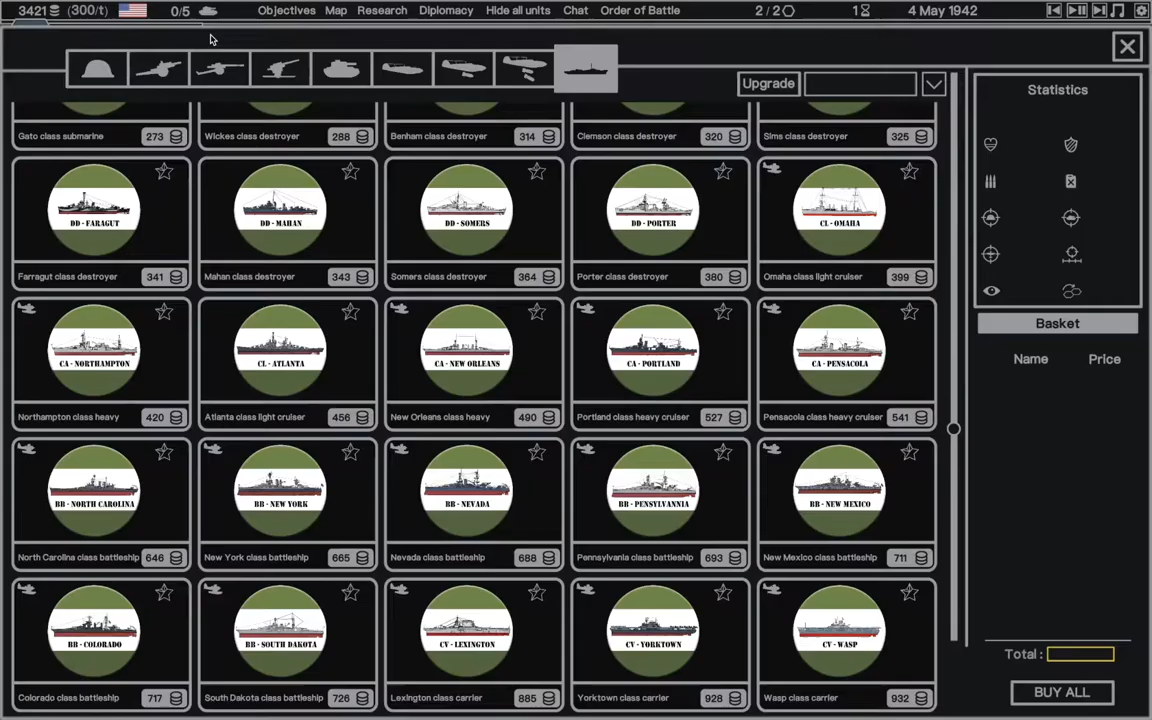 3421 (300/t) 0/5 Objectives Map Research Diplomacy Hide all units Chat Order of Battle 2 / 2 1 4 May 1942
Upgrade
Statistics
Gato class submarine 273 Wickes class destroyer 288 Benham class destroyer 314 Clemson class destroyer 320 Sims class destroyer 325
DD - FARAGUT DD - MAHAN DD - SOMERS DD - PORTER CL - OMAHA
Farragut class destroyer 341 Mahan class destroyer 343 Somers class destroyer 364 Porter class destroyer 380 Omaha class light cruiser 399
Basket
Name Price
CA - NORTHAMPTON CL - ATLANTA CA - NEW ORLEANS CA - PORTLAND CA - PENSACOLA
Northampton class heavy 420 Atlanta class light cruiser 456 New Orleans class heavy 490 Portland class heavy cruiser 527 Pensacola class heavy cruiser 541
BB - NORTH CAROLINA BB - NEW YORK BB - NEVADA BB - PENSYLVANNIA BB - NEW MEXICO
North Carolina class battleship 646 New York class battleship 665 Nevada class battleship 688 Pennsylvania class battleship 693 New Mexico class battleship 711
BB - COLORADO BB - SOUTH DAKOTA CV - LEXINGTON CV - YORKTOWN CV - WASP
Colorado class battleship 717 South Dakota class battleship 726 Lexington class carrier 885 Yorktown class carrier 928 Wasp class carrier 932
Total :
BUY ALL